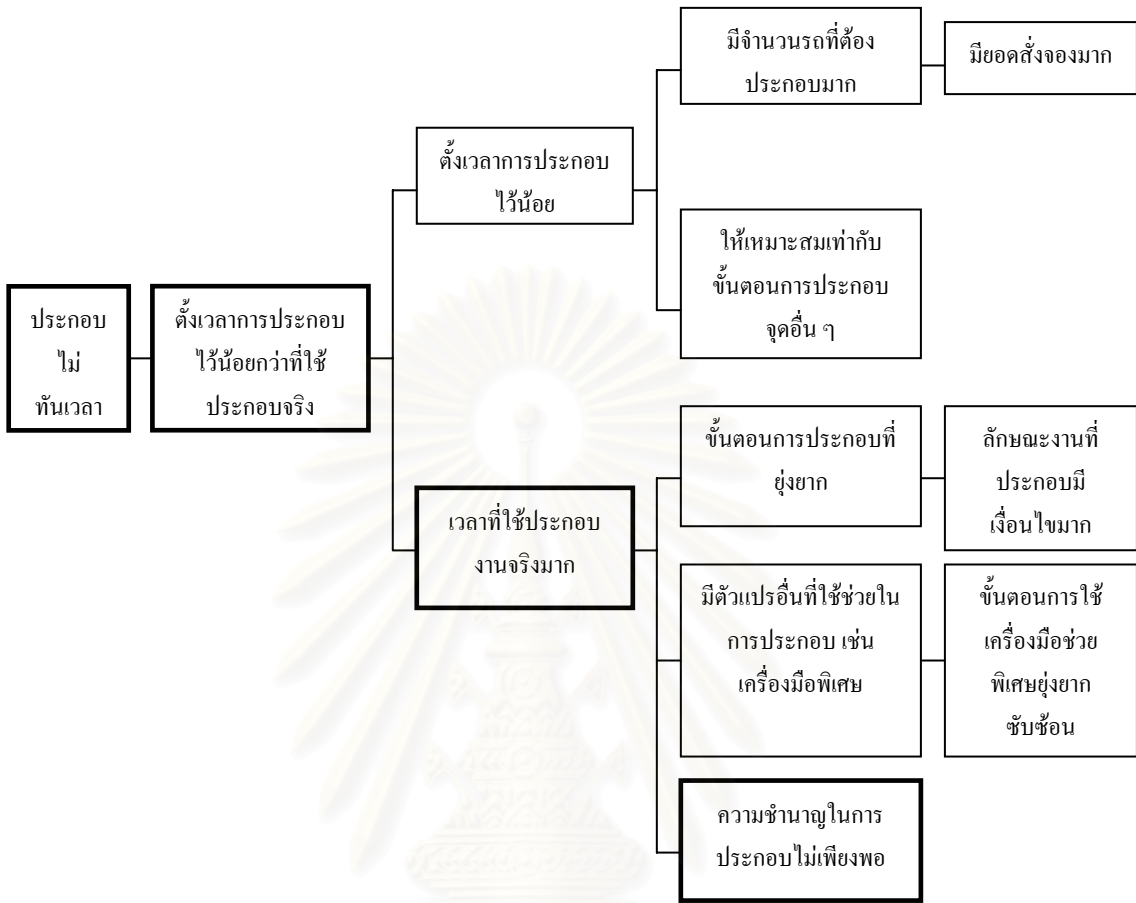 ประกอบ
ไม่
ทันเวลา
ตั้งเวลาการประกอบ
ไว้น้อยกว่าที่ใช้
ประกอบจริง
ตั้งเวลาการประกอบ
ไว้น้อย
มีจำนวนรถที่ต้อง
ประกอบมาก
มียอดสั่งจองมาก
ให้เหมาะสมเท่ากับ
ขั้นตอนการประกอบ
จุดอื่น ๆ
เวลาที่ใช้ประกอบ
งานจริงมาก
ขั้นตอนการประกอบที่
ยุ่งยาก
ลักษณะงานที่
ประกอบมี
เงื่อนไขมาก
มีตัวแปรอื่นที่ใช้ช่วยใน
การประกอบ เช่น
เครื่องมือพิเศษ
ขั้นตอนการใช้
เครื่องมือช่วย
พิเศษยุ่งยาก
ซับซ้อน
ความชำนาญในการ
ประกอบไม่เพียงพอ